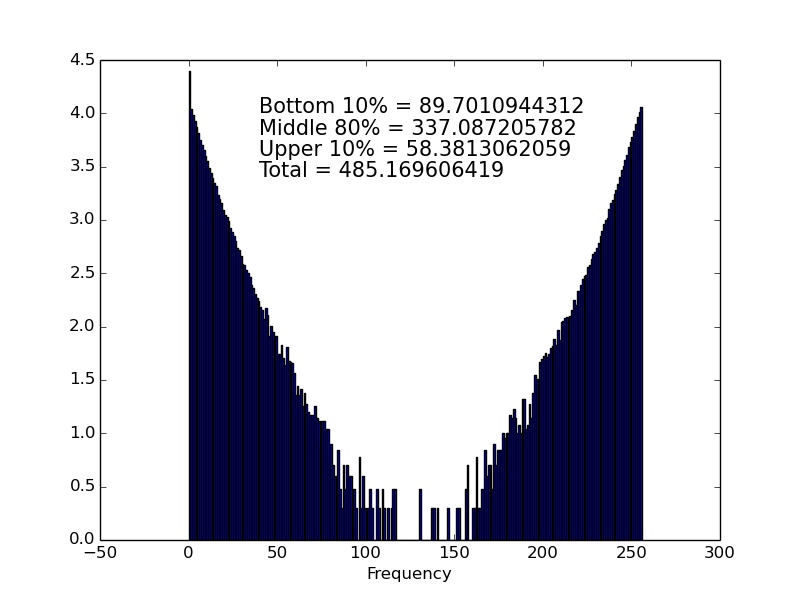 4.5
4.0
3.5
3.0
2.5
2.0
1.5
1.0
0.5
0.0
Bottom 10% = 89.7010944312
Middle 80% = 337.087205782
Upper 10% = 58.3813062059
Total = 485.169606419
−50 0 50 100 150 200 250 300
Frequency